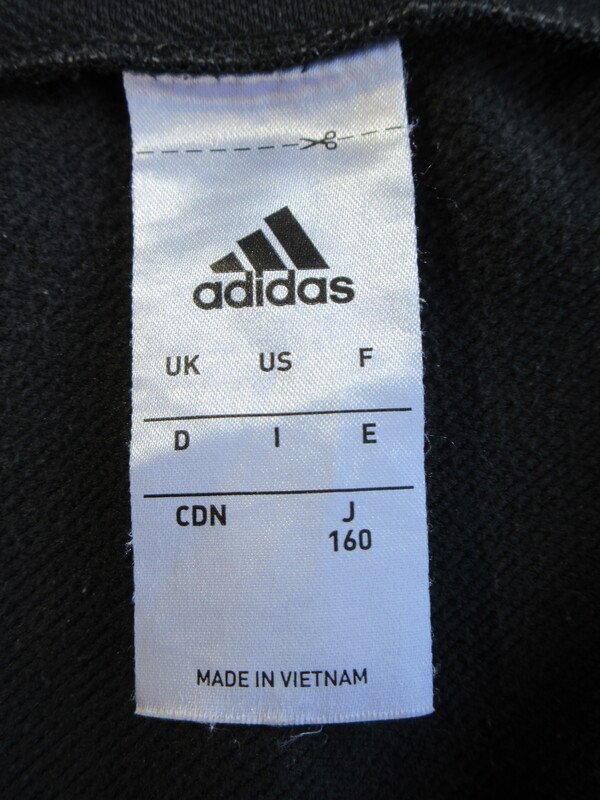 adidas
UK US F
D I E
CDN J
160
MADE IN VIETNAM